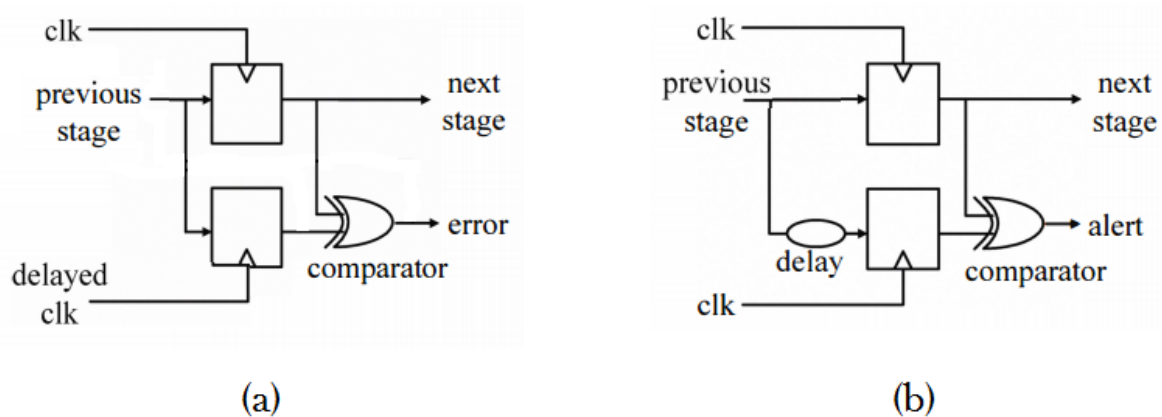 clk
previous
stage
next
stage
error
comparator
delayed
clk
(a)
clk
previous
stage
next
stage
alert
delay
comparator
clk
(b)